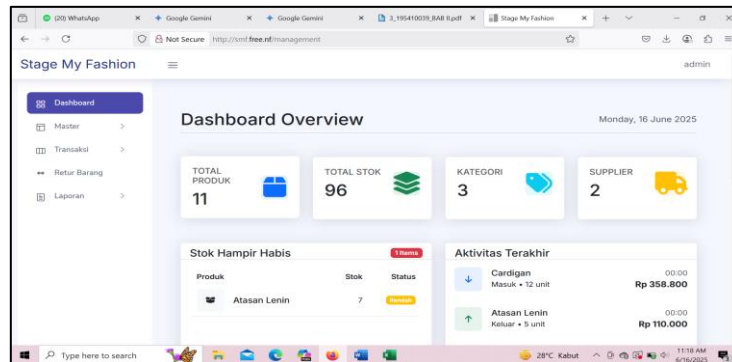 (20) WhatsApp
Google Gemini
Google Gemini
3_195410039_BAB II.pdf
Stage My Fashion
Not Secure http://smf.free.nf/management
Stage My Fashion
admin
Dashboard
Master
Transaksi
Retur Barang
Laporan
Dashboard Overview
Monday, 16 June 2025
TOTAL PRODUK
11
TOTAL STOK
96
KATEGORI
3
SUPPLIER
2
Stok Hampir Habis
1 Items
Produk Stok Status
Atasan Lenin 7 Rendah
Aktivitas Terakhir
Cardigan 00:00
Masuk • 12 unit Rp 358.800
Atasan Lenin 00:00
Keluar • 5 unit Rp 110.000
Type here to search
28°C Kabut
11:18 AM
6/16/2025